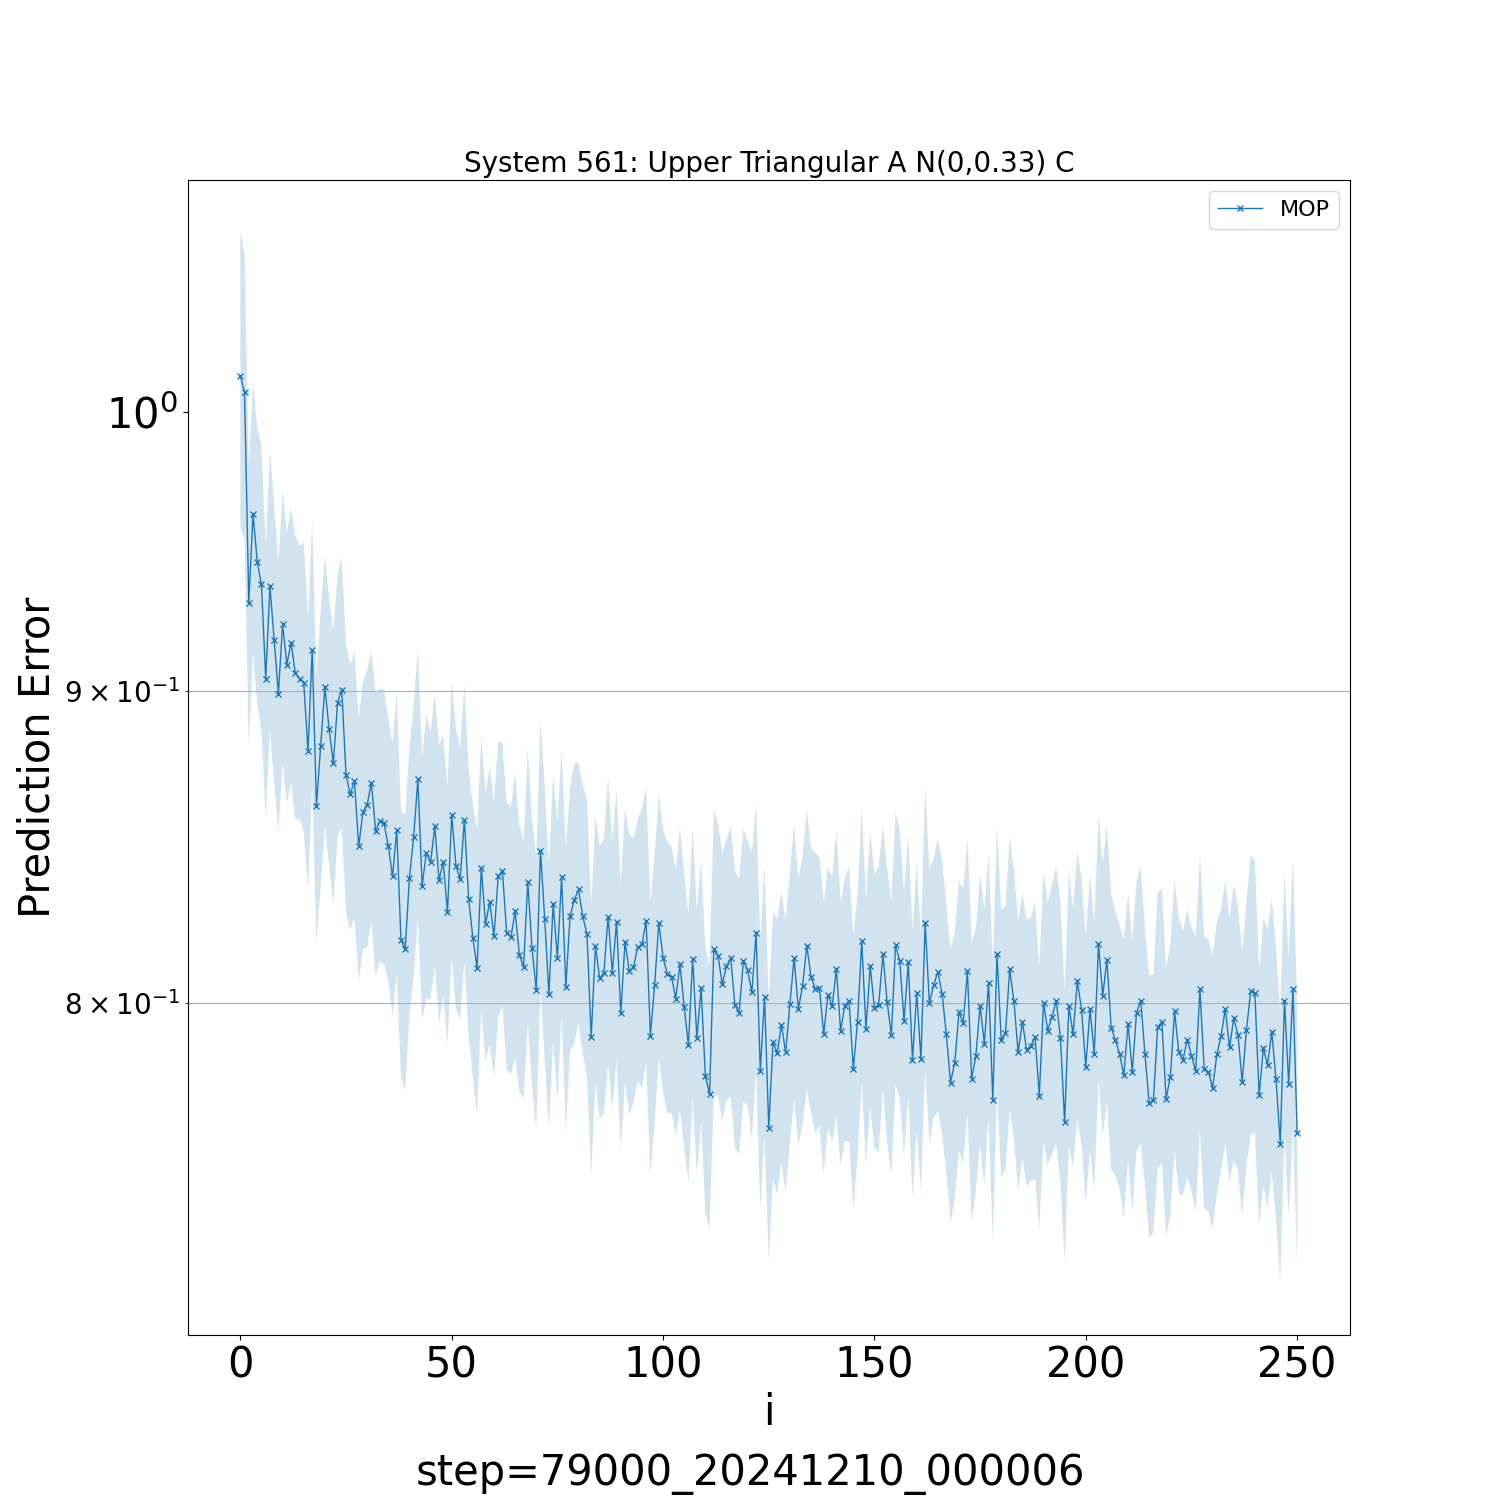 System 561: Upper Triangular A N(0,0.33) C
MOP
Prediction Error
10⁰
9 × 10⁻¹
8 × 10⁻¹
0 50 100 150 200 250
i
step=79000_20241210_000006